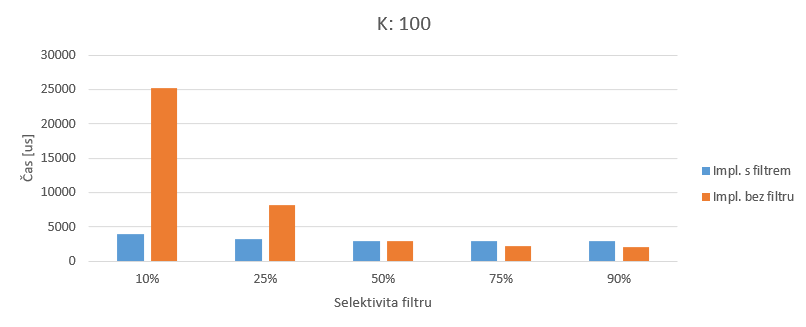 K: 100
30000
25000
20000
15000
10000
5000
0
Čas [us]
10% 25% 50% 75% 90%
Selektivita filtru
Impl. s filtrem
Impl. bez filtru